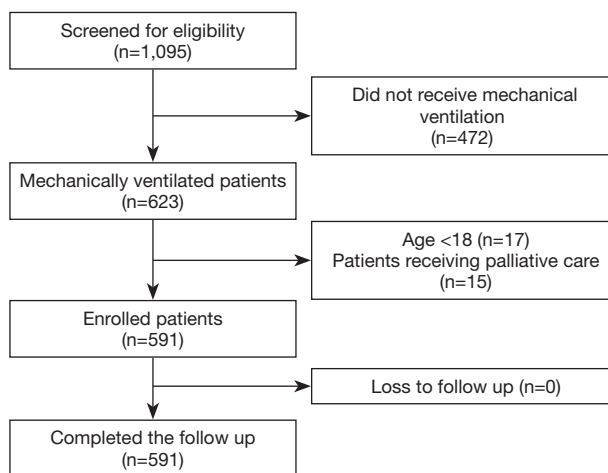 Screened for eligibility
(n=1,095)
Did not receive mechanical
ventilation
(n=472)
Mechanically ventilated patients
(n=623)
Age <18 (n=17)
Patients receiving palliative care
(n=15)
Enrolled patients
(n=591)
Loss to follow up (n=0)
Completed the follow up
(n=591)